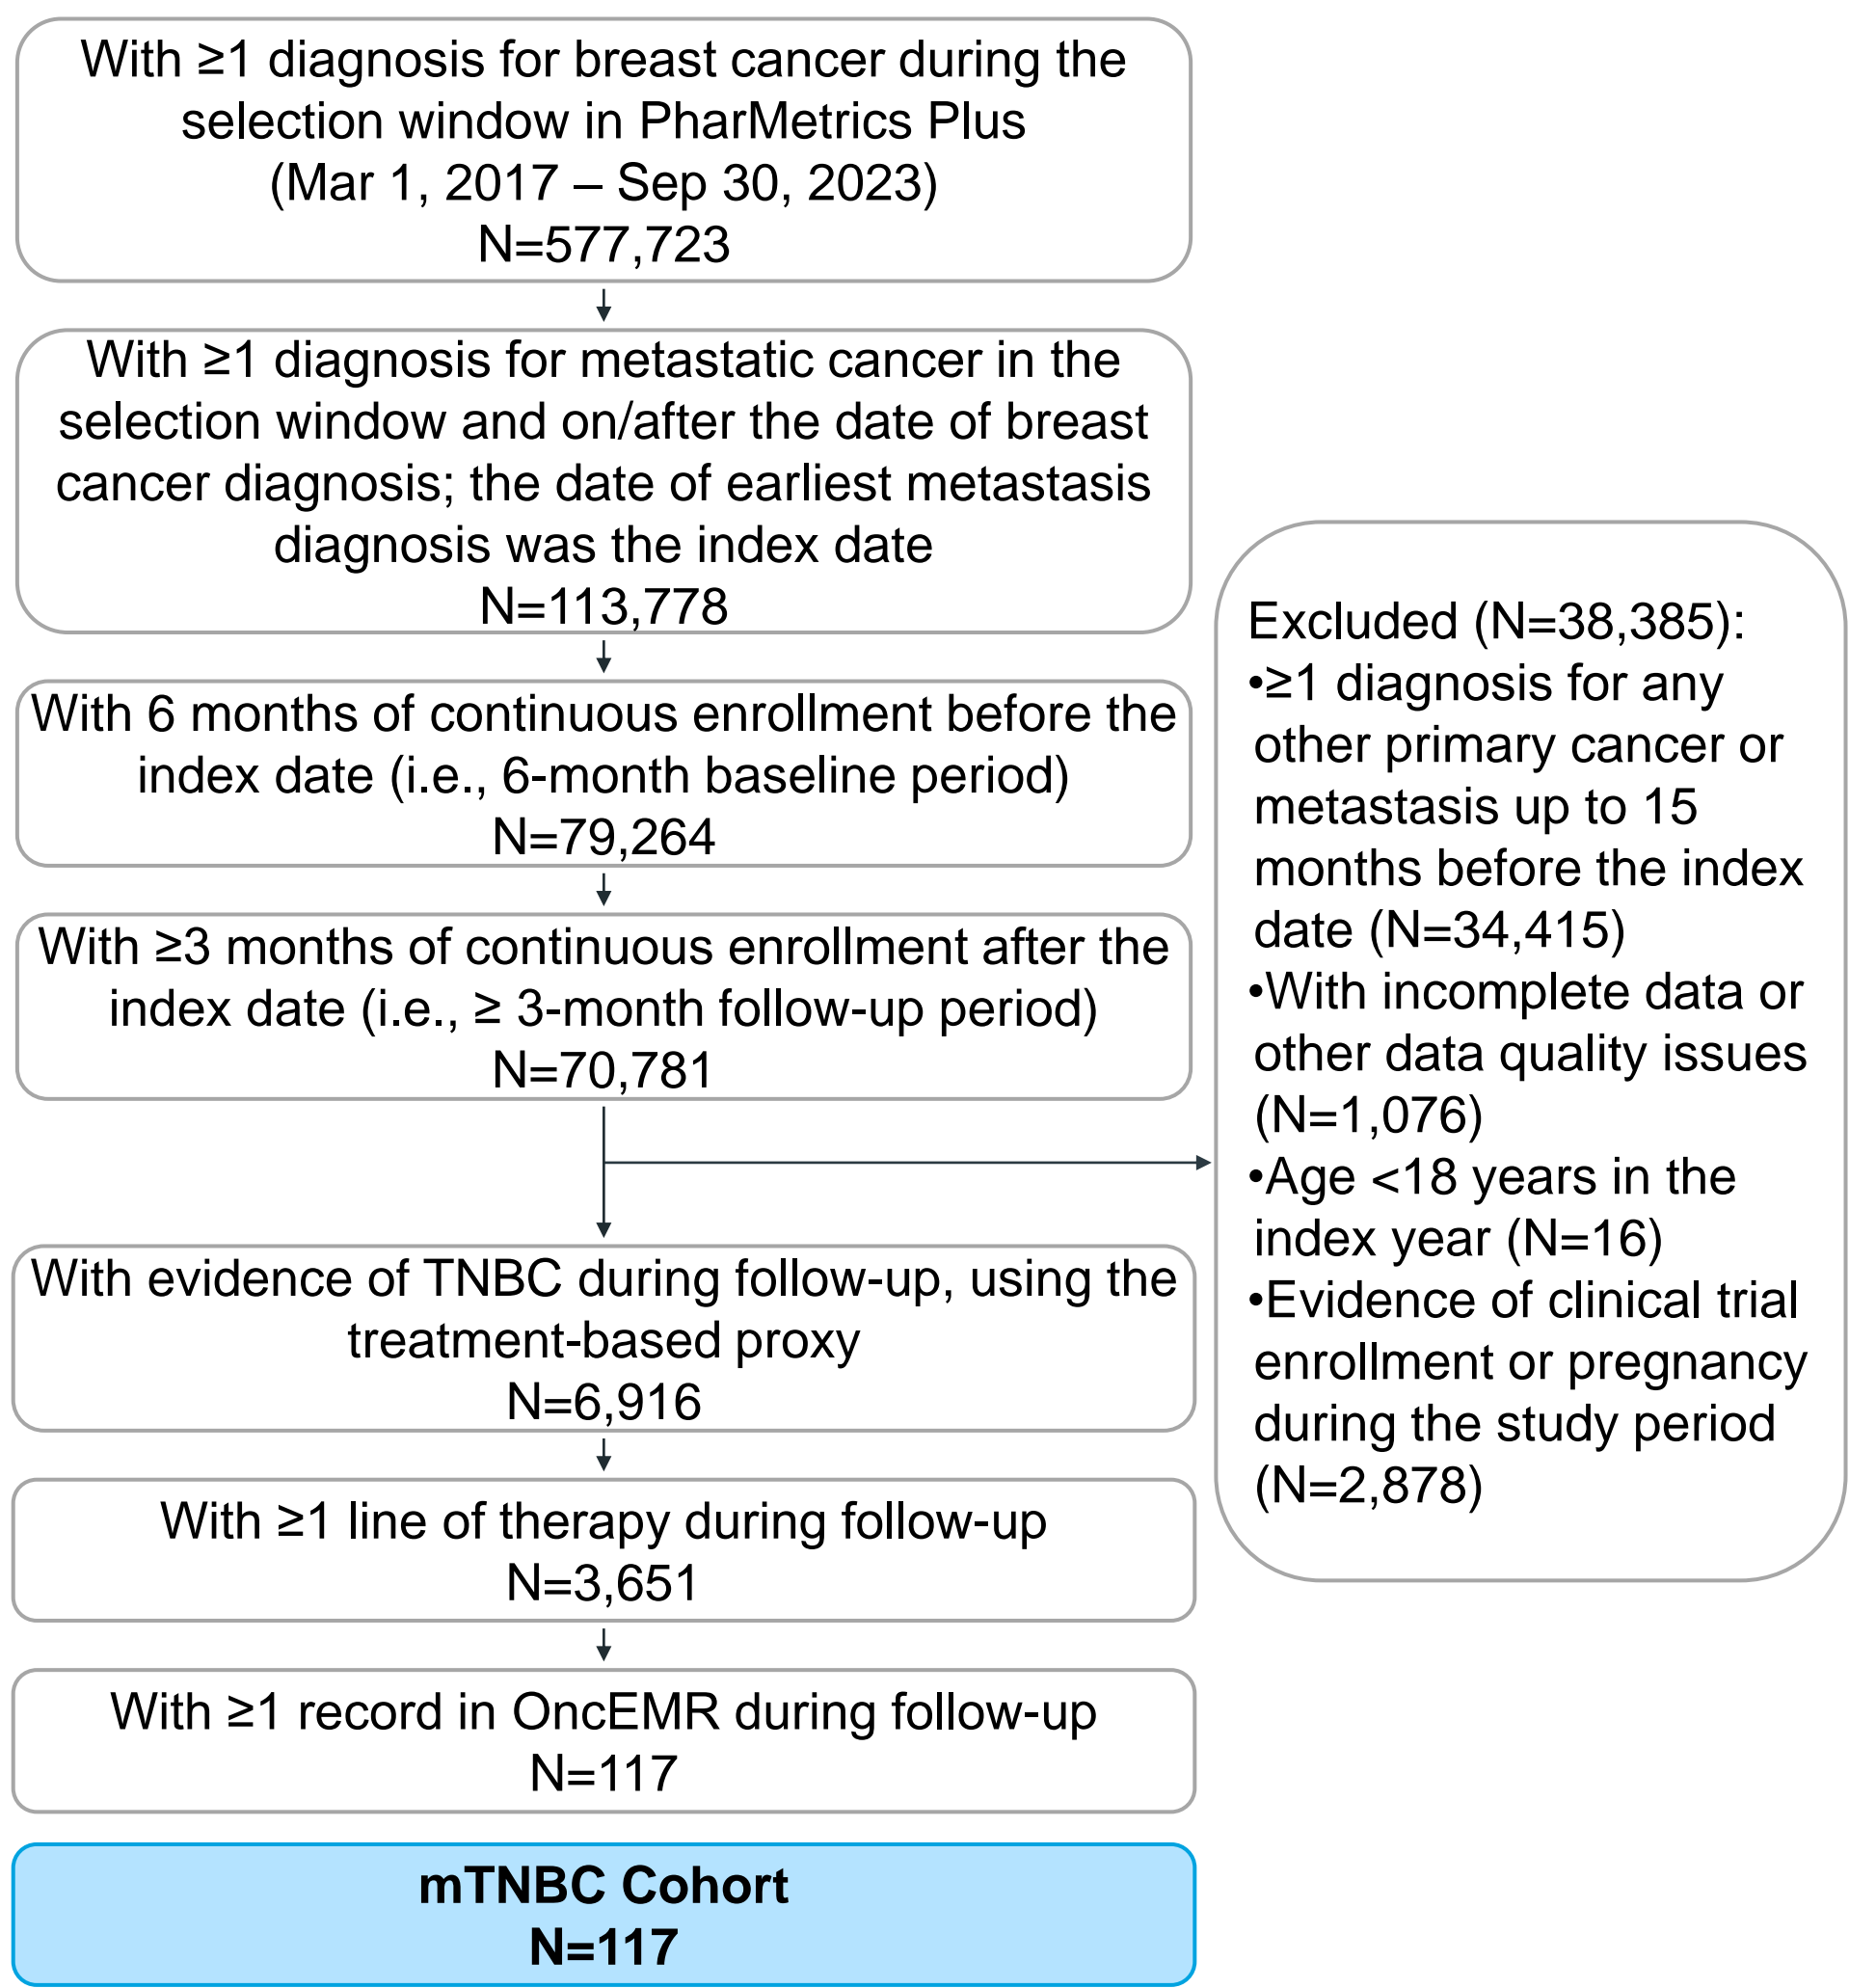 With ≥1 diagnosis for breast cancer during the
selection window in PharMetrics Plus
(Mar 1, 2017 – Sep 30, 2023)
N=577,723
With ≥1 diagnosis for metastatic cancer in the
selection window and on/after the date of breast
cancer diagnosis; the date of earliest metastasis
diagnosis was the index date
N=113,778
With 6 months of continuous enrollment before the
index date (i.e., 6-month baseline period)
N=79,264
With ≥3 months of continuous enrollment after the
index date (i.e., ≥ 3-month follow-up period)
N=70,781
Excluded (N=38,385):
•≥1 diagnosis for any
other primary cancer or
metastasis up to 15
months before the index
date (N=34,415)
•With incomplete data or
other data quality issues
(N=1,076)
•Age <18 years in the
index year (N=16)
•Evidence of clinical trial
enrollment or pregnancy
during the study period
(N=2,878)
With evidence of TNBC during follow-up, using the
treatment-based proxy
N=6,916
With ≥1 line of therapy during follow-up
N=3,651
With ≥1 record in OncEMR during follow-up
N=117
mTNBC Cohort
N=117